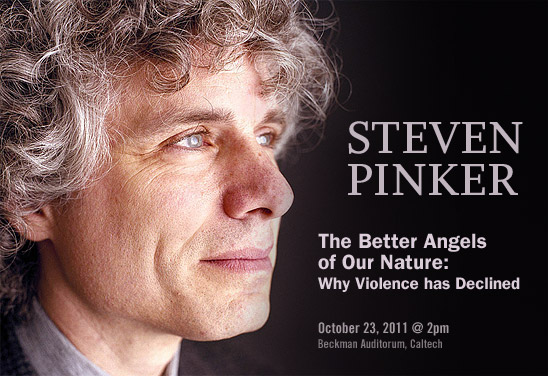 STEVEN
PINKER
The Better Angels
of Our Nature:
Why Violence has Declined
October 23, 2011 @ 2pm
Beckman Auditorium, Caltech